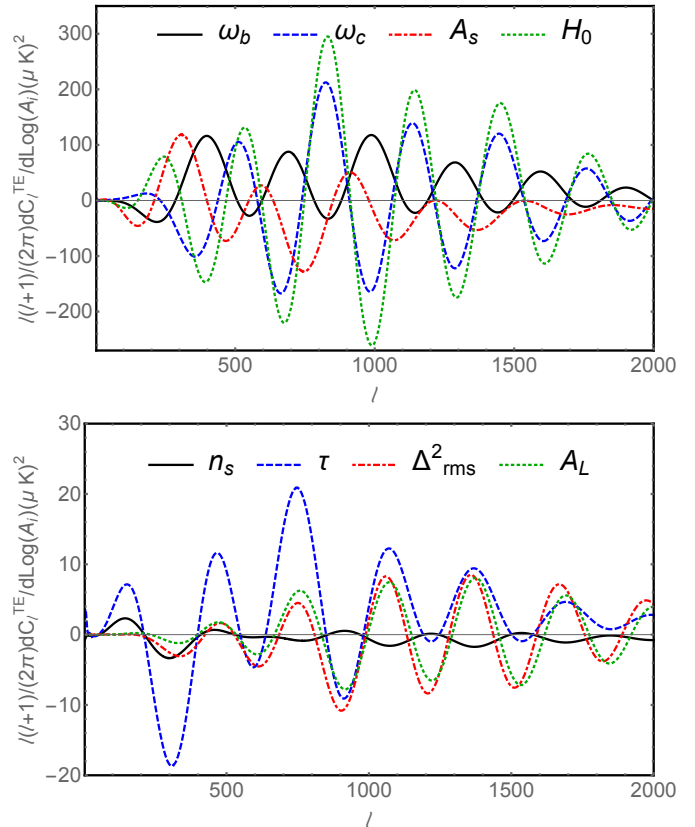 ω_b ω_c A_s H_0
l(l+1)/(2π)dC_l^TE/dLog(A_i)(μ K)^2
300
200
100
0
-100
-200
500 1000 1500 2000
l
n_s τ Δ^2_rms A_L
l(l+1)/(2π)dC_l^TE/dLog(A_i)(μ K)^2
30
20
10
0
-10
-20
500 1000 1500 2000
l